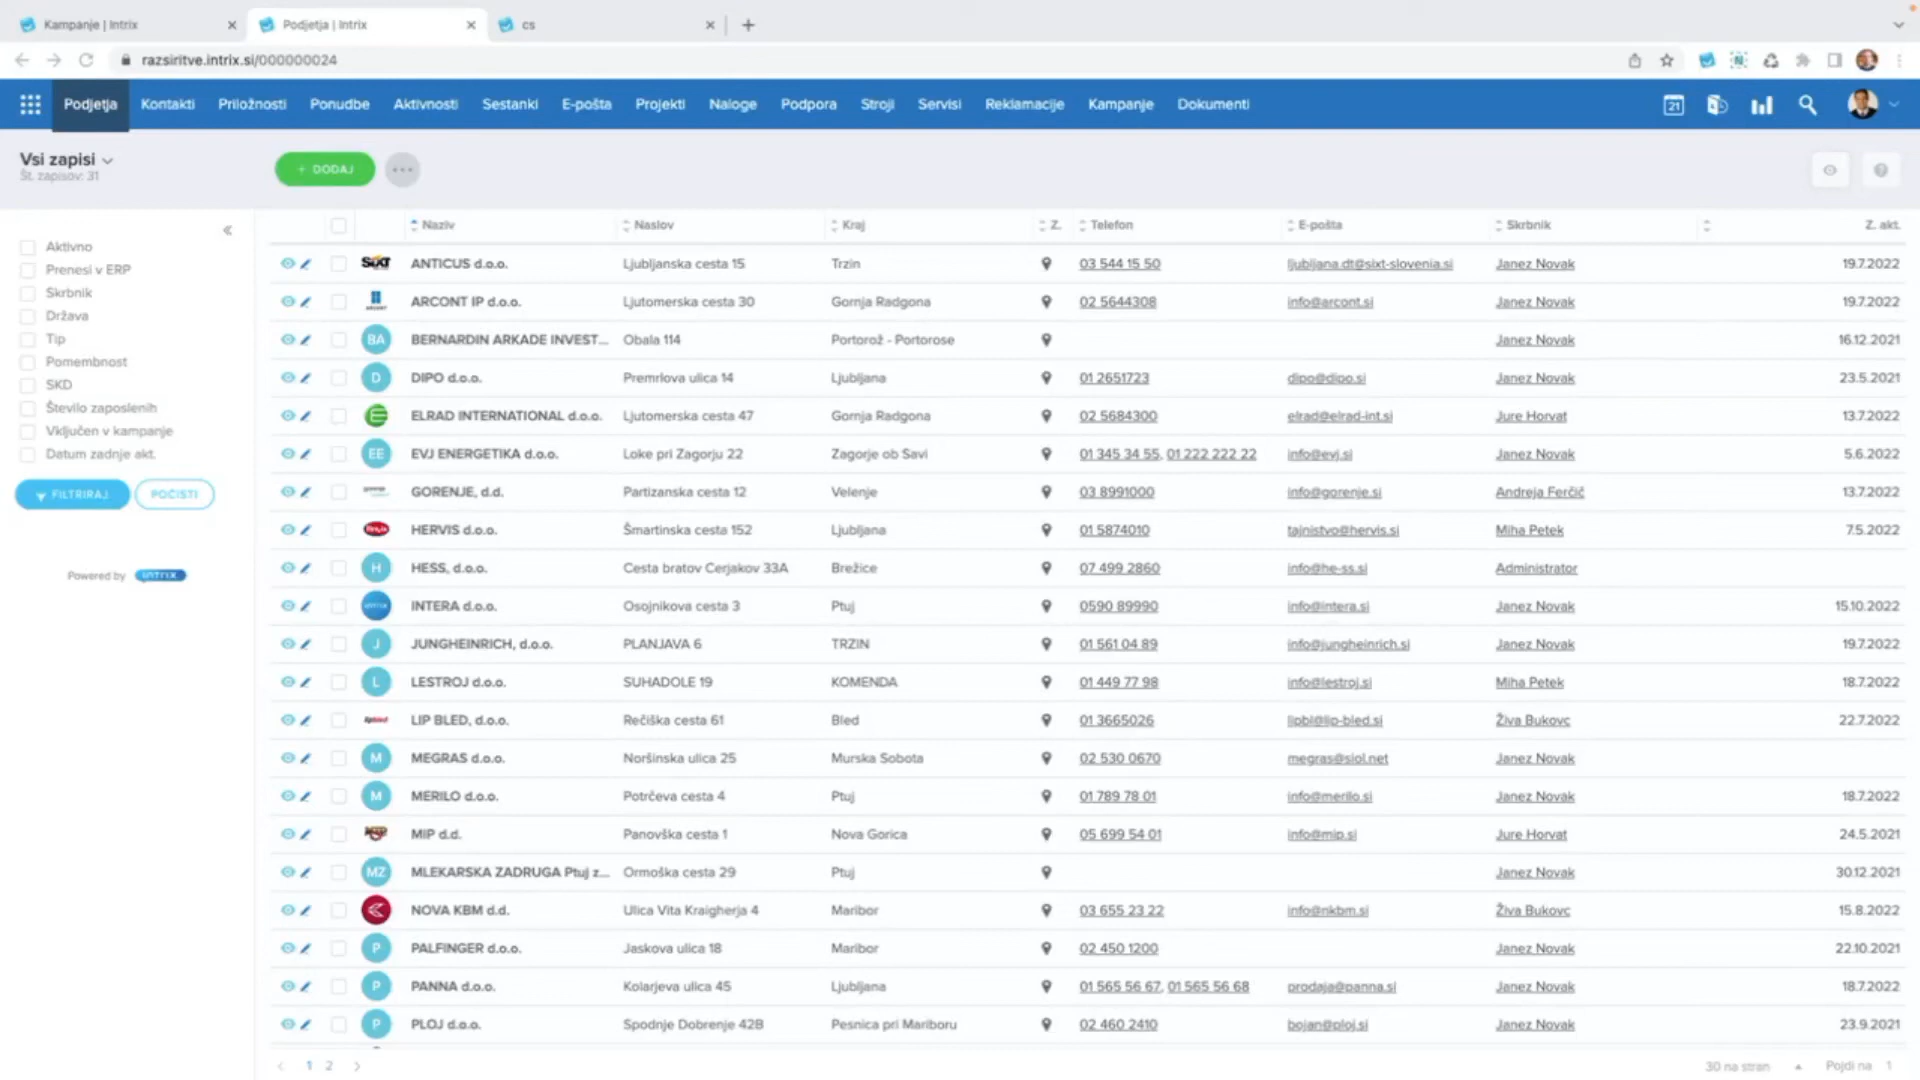 Kampanje | Intrix
Podjetja | Intrix
cs
razsiritve.intrix.si/000000024
Podjetja Kontakti Priložnosti Ponudbe Aktivnosti Sestanki E-pošta Projekti Naloge Podpora Stroji Servisi Reklamacije Kampanje Dokumenti
21
Vsi zapisi
Št. zapisov: 31
+ DODAJ
Aktivno
Prenesi v ERP
Skrbnik
Država
Tip
Pomembnost
SKD
Število zaposlenih
Vključen v kampanje
Datum zadnje akt.
FILTRIRAJ POČISTI
Powered by INTRIX
Naziv Naslov Kraj Z. Telefon E-pošta Skrbnik Z. akt.
SIXT ANTICUS d.o.o. Ljubljanska cesta 15 Trzin 03 544 15 50 ljubljana.dt@sixt-slovenia.si Janez Novak 19.7.2022
ARCONT IP d.o.o. Ljutomerska cesta 30 Gornja Radgona 02 5644308 info@arcont.si Janez Novak 19.7.2022
BA BERNARDIN ARKADE INVEST... Obala 114 Portorož - Portorose Janez Novak 16.12.2021
D DIPO d.o.o. Premrlova ulica 14 Ljubljana 01 2651723 dipo@dipo.si Janez Novak 23.5.2021
ELRAD INTERNATIONAL d.o.o. Ljutomerska cesta 47 Gornja Radgona 02 5684300 elrad@elrad-int.si Jure Horvat 13.7.2022
EE EVJ ENERGETIKA d.o.o. Loke pri Zagorju 22 Zagorje ob Savi 01 345 34 55, 01 222 222 22 info@evj.si Janez Novak 5.6.2022
GORENJE, d.d. Partizanska cesta 12 Velenje 03 8991000 info@gorenje.si Andreja Ferčič 13.7.2022
HERVIS d.o.o. Šmartinska cesta 152 Ljubljana 01 5874010 tajnistvo@hervis.si Miha Petek 7.5.2022
H HESS, d.o.o. Cesta bratov Cerjakov 33A Brežice 07 499 2860 info@he-ss.si Administrator
INTERA d.o.o. Osojnikova cesta 3 Ptuj 0590 89990 info@intera.si Janez Novak 15.10.2022
J JUNGHEINRICH, d.o.o. PLANJAVA 6 TRZIN 01 561 04 89 info@jungheinrich.si Janez Novak 19.7.2022
L LESTROJ d.o.o. SUHADOLE 19 KOMENDA 01 449 77 98 info@lestroj.si Miha Petek 18.7.2022
LIP BLED, d.o.o. Rečiška cesta 61 Bled 01 3665026 lipbl@lip-bled.si Živa Bukovc 22.7.2022
M MEGRAS d.o.o. Noršinska ulica 25 Murska Sobota 02 530 0670 megras@siol.net Janez Novak
M MERILO d.o.o. Potrčeva cesta 4 Ptuj 01 789 78 01 info@merilo.si Janez Novak 18.7.2022
MIP d.d. Panovška cesta 1 Nova Gorica 05 699 54 01 info@mip.si Jure Horvat 24.5.2021
MZ MLEKARSKA ZADRUGA Ptuj z... Ormoška cesta 29 Ptuj Janez Novak 30.12.2021
NOVA KBM d.d. Ulica Vita Kraigherja 4 Maribor 03 655 23 22 info@nkbm.si Živa Bukovc 15.8.2022
P PALFINGER d.o.o. Jaskova ulica 18 Maribor 02 450 1200 Janez Novak 22.10.2021
P PANNA d.o.o. Kolarjeva ulica 45 Ljubljana 01 565 56 67, 01 565 56 68 prodaja@panna.si Janez Novak 18.7.2022
P PLOJ d.o.o. Spodnje Dobrenje 42B Pesnica pri Mariboru 02 460 2410 bojan@ploj.si Janez Novak 23.9.2021
1 2 30 na stran Pojdi na 1